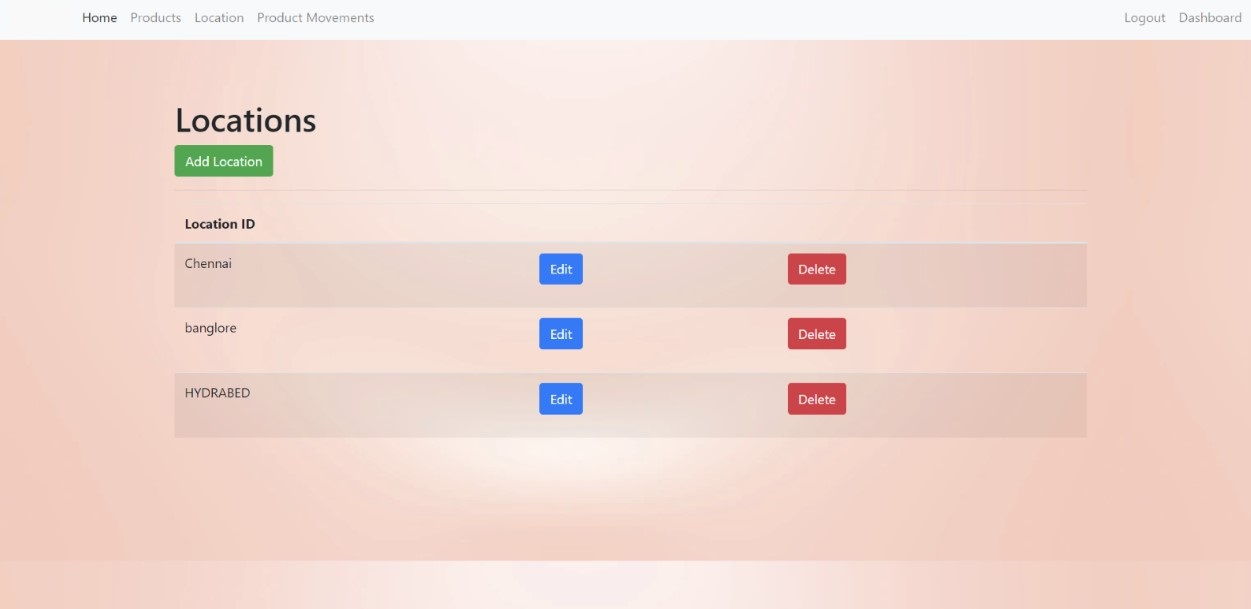 Home Products Location Product Movements Logout Dashboard
Locations
Add Location
Location ID
Chennai Edit Delete
banglore Edit Delete
HYDRABED Edit Delete